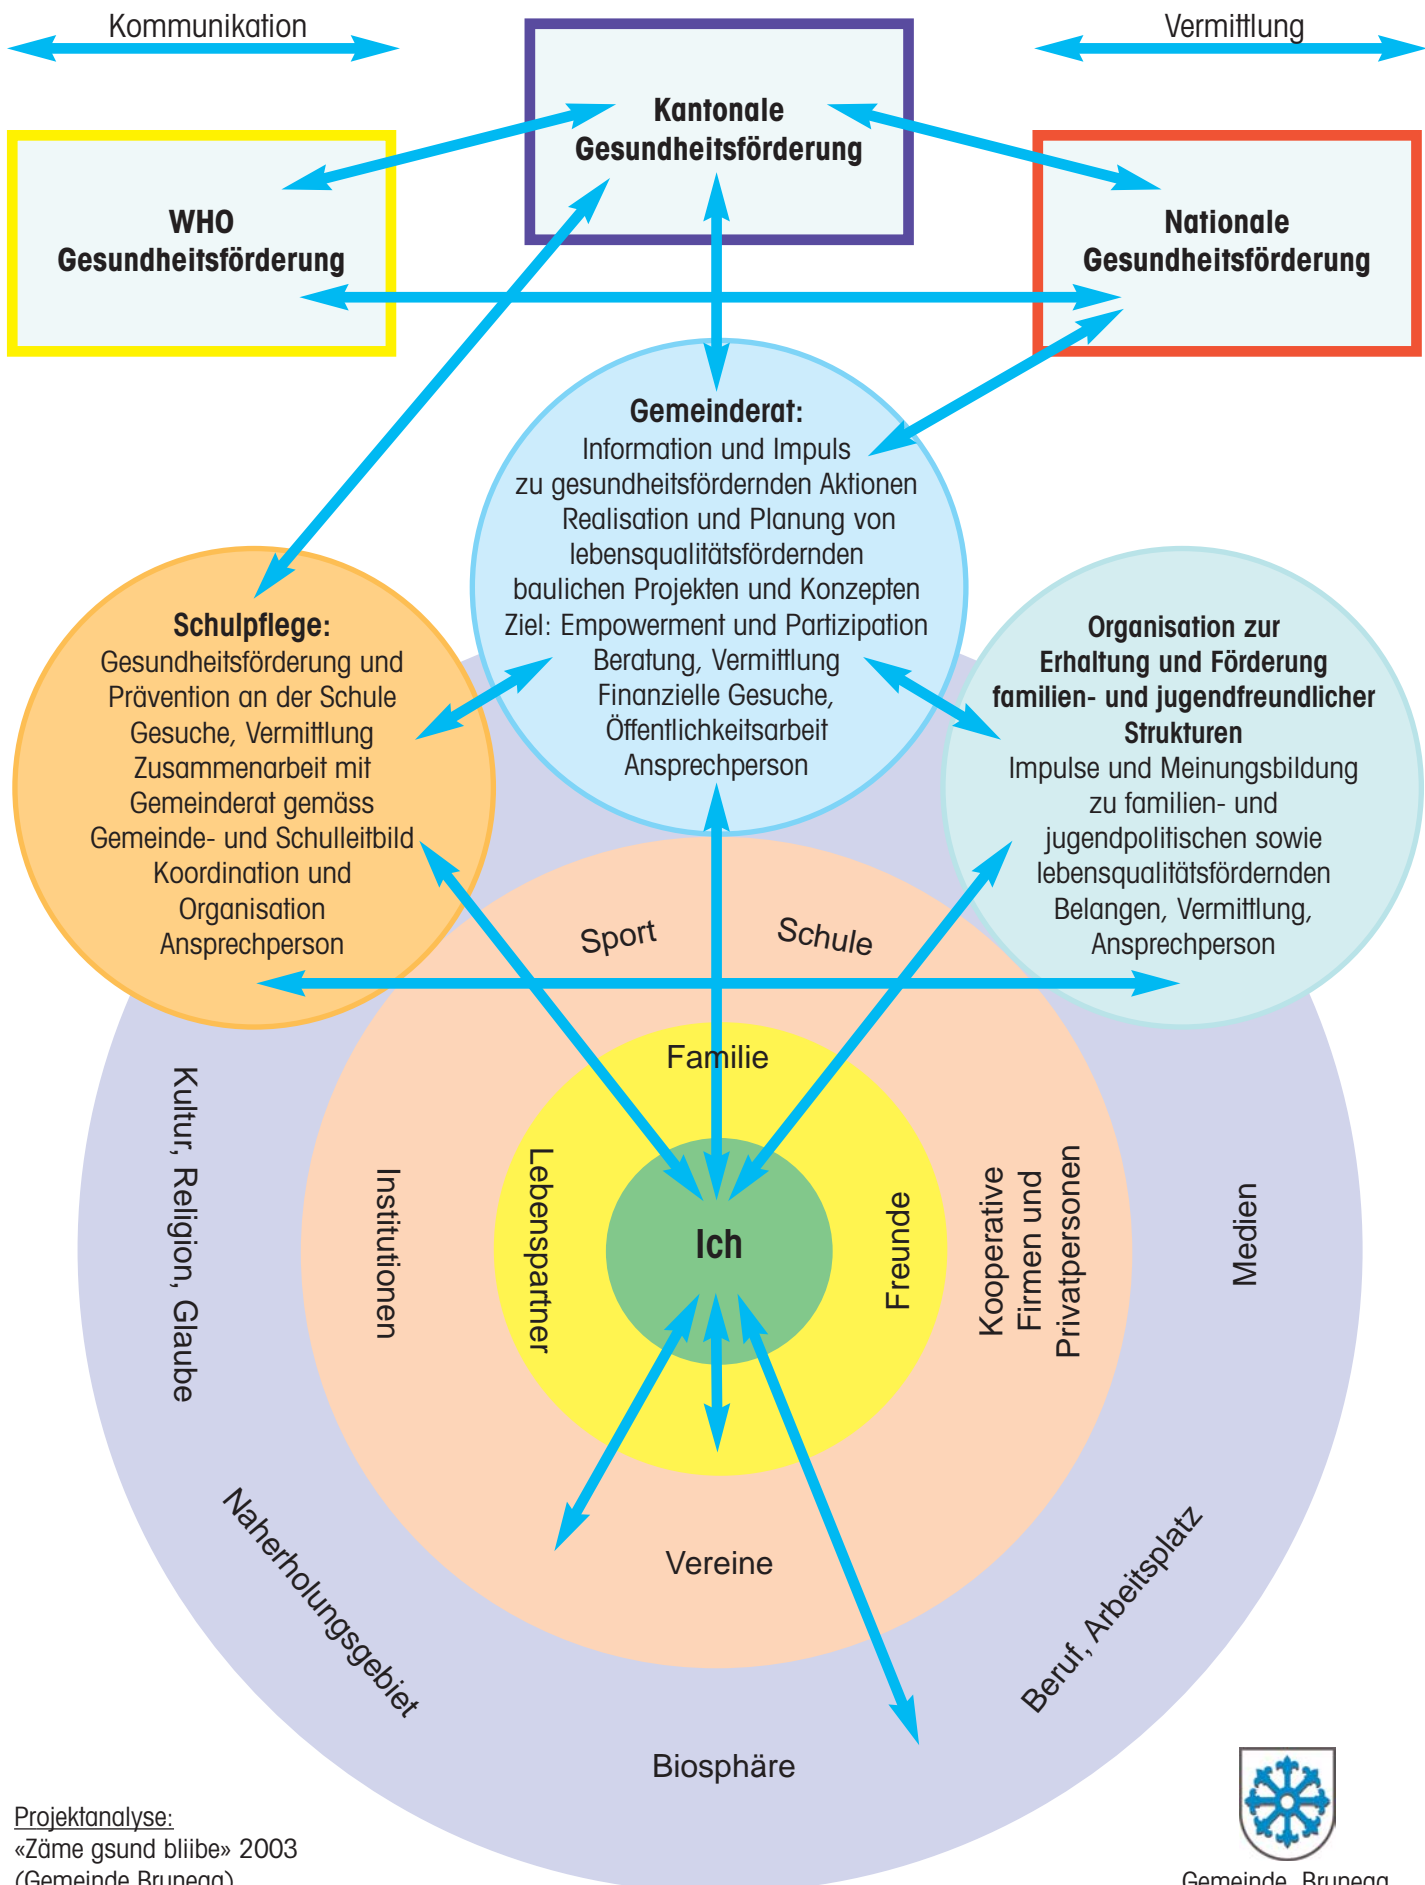 Kommunikation
Vermittlung
Kantonale
Gesundheitsförderung
WHO
Gesundheitsförderung
Nationale
Gesundheitsförderung
Gemeinderat:
Information und Impuls
zu gesundheitsfördernden Aktionen
Realisation und Planung von
lebensqualitätsfördernden
baulichen Projekten und Konzepten
Ziel: Empowerment und Partizipation
Beratung, Vermittlung
Finanzielle Gesuche,
Öffentlichkeitsarbeit
Ansprechperson
Schulpflege:
Gesundheitsförderung und
Prävention an der Schule
Gesuche, Vermittlung
Zusammenarbeit mit
Gemeinderat gemäss
Gemeinde- und Schulleitbild
Koordination und
Organisation
Ansprechperson
Organisation zur
Erhaltung und Förderung
familien- und jugendfreundlicher
Strukturen
Impulse und Meinungsbildung
zu familien- und
jugendpolitischen sowie
lebensqualitätsfördernden
Belangen, Vermittlung,
Ansprechperson
Sport
Schule
Familie
Kultur, Religion, Glaube
Institutionen
Lebenspartner
Ich
Freunde
Kooperative
Firmen und
Privatpersonen
Medien
Vereine
Naherholungsgebiet
Beruf, Arbeitsplatz
Biosphäre
Projektanalyse:
«Zäme gsund bliibe» 2003
(Gemeinde Brunegg)
Gemeinde Brunegg